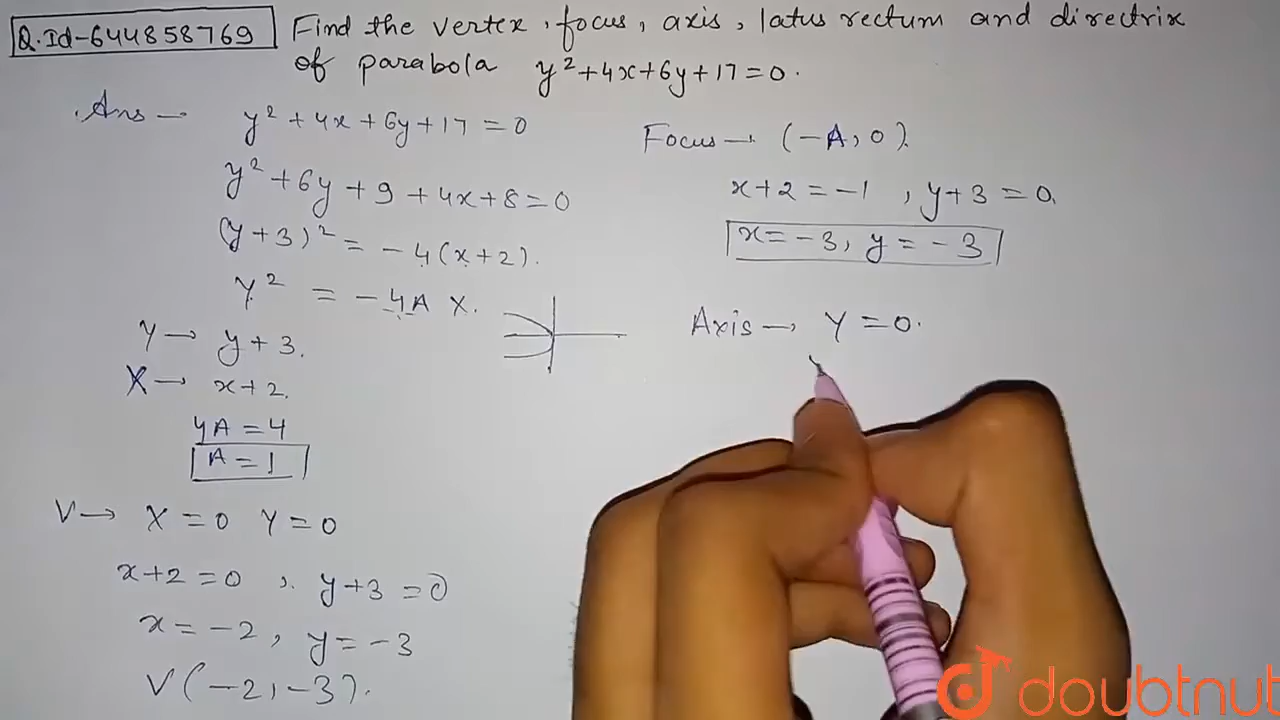 Q.Id-644858769
Find the vertex, focus, axis, latus rectum and directrix
of parabola y²+4x+6y+17=0.
Ans → y²+4x+6y+17=0
y²+6y+9+4x+8=0
(y+3)²=-4(x+2).
Y²=-4A X.
Y → y+3.
X → x+2.
4A=4
A=1
V → X=0 Y=0
x+2=0, y+3=0
x=-2, y=-3
V(-2,-3).
Focus → (-A,0).
x+2=-1, y+3=0.
x=-3, y=-3
Axis → Y=0.
doubtnut